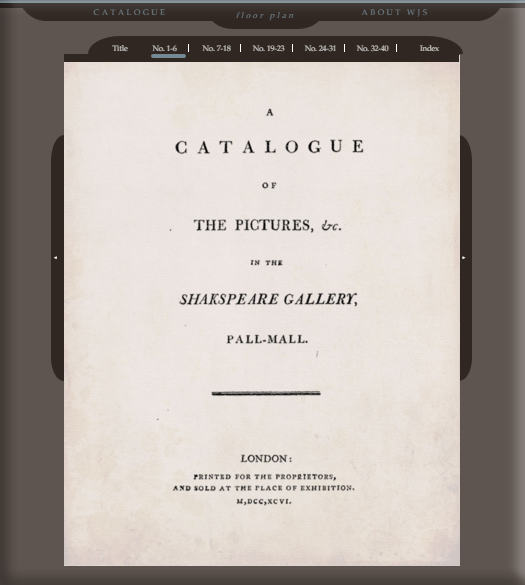 CATALOGUE floor plan ABOUT WJS
Title No. 1-6 No. 7-18 No. 19-23 No. 24-31 No. 32-40 Index
A
CATALOGUE
OF
THE PICTURES, &c.
IN THE
SHAKSPEARE GALLERY,
PALL-MALL.
LONDON:
PRINTED FOR THE PROPRIETORS,
AND SOLD AT THE PLACE OF EXHIBITION.
M,DCC,XCVI.